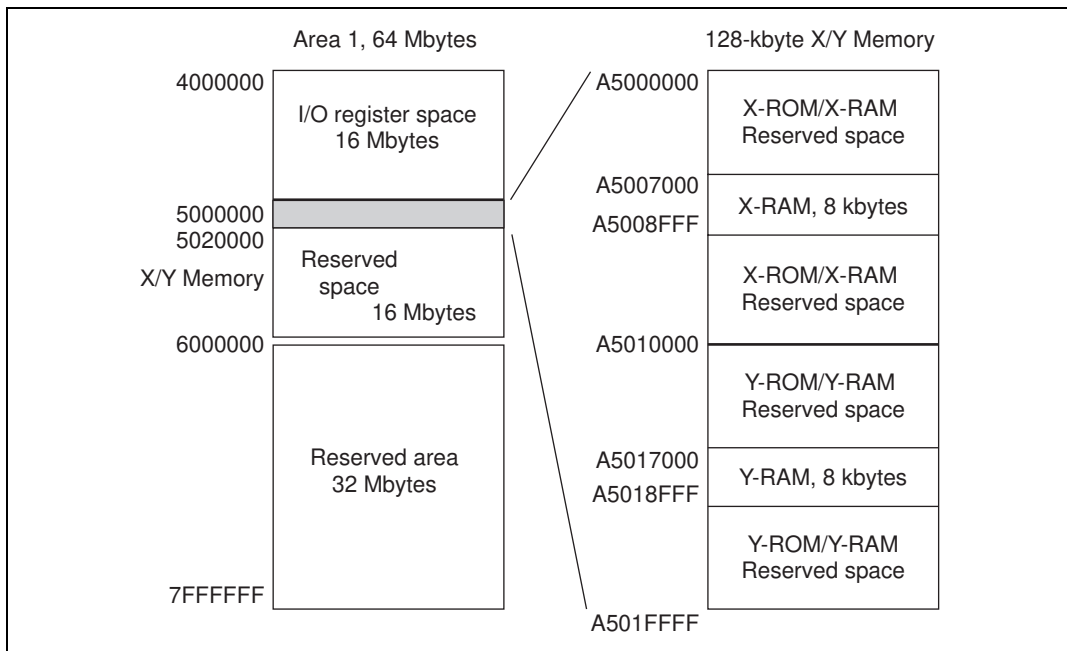 Area 1, 64 Mbytes
4000000
I/O register space
16 Mbytes
5000000
5020000
X/Y Memory
Reserved
space
16 Mbytes
6000000
Reserved area
32 Mbytes
7FFFFFF
128-kbyte X/Y Memory
A5000000
X-ROM/X-RAM
Reserved space
A5007000
X-RAM, 8 kbytes
A5008FFF
X-ROM/X-RAM
Reserved space
A5010000
Y-ROM/Y-RAM
Reserved space
A5017000
Y-RAM, 8 kbytes
A5018FFF
Y-ROM/Y-RAM
Reserved space
A501FFFF